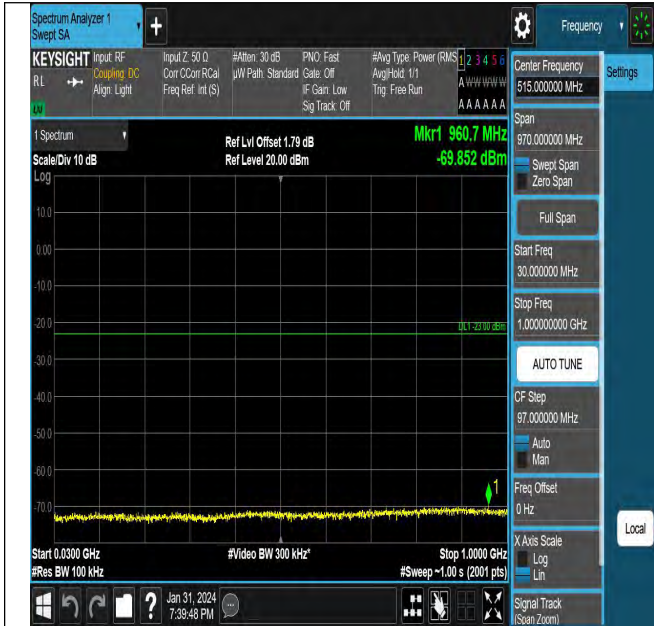 Spectrum Analyzer 1
Swept SA
+
Frequency
KEYSIGHT
RL
LW
Input: RF
Coupling: DC
Align: Light
Input Z: 50 Ω
Corr CCorr RCal
Freq Ref: Int (S)
#Atten: 30 dB
µW Path: Standard
PNO: Fast
Gate: Off
IF Gain: Low
Sig Track: Off
#Avg Type: Power (RMS
Avg|Hold: 1/1
Trig: Free Run
1 2 3 4 5 6
A W W W W W
A A A A A A
1 Spectrum
Scale/Div 10 dB
Log
Ref Lvl Offset 1.79 dB
Ref Level 20.00 dBm
Mkr1 960.7 MHz
-69.852 dBm
10.0
0.00
-10.0
-20.0
-30.0
-40.0
-50.0
-60.0
-70.0
DL1 -23.00 dBm
1
Start 0.0300 GHz
#Res BW 100 kHz
#Video BW 300 kHz*
Stop 1.0000 GHz
#Sweep ~1.00 s (2001 pts)
Jan 31, 2024
7:39:48 PM
?
Center Frequency
515.000000 MHz
Settings
Span
970.000000 MHz
Swept Span
Zero Span
Full Span
Start Freq
30.000000 MHz
Stop Freq
1.000000000 GHz
AUTO TUNE
CF Step
97.000000 MHz
Auto
Man
Freq Offset
0 Hz
Local
X Axis Scale
Log
Lin
Signal Track
(Span Zoom)